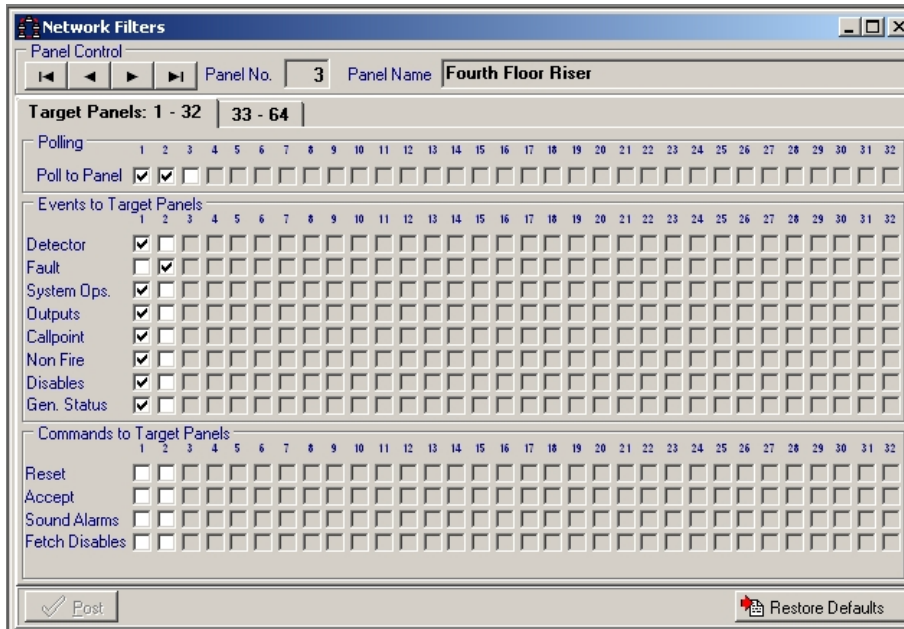 Network Filters
Panel Control
Panel No. 3 Panel Name Fourth Floor Riser
Target Panels: 1 - 32 33 - 64
Polling
1 2 3 4 5 6 7 8 9 10 11 12 13 14 15 16 17 18 19 20 21 22 23 24 25 26 27 28 29 30 31 32
Poll to Panel
Events to Target Panels
1 2 3 4 5 6 7 8 9 10 11 12 13 14 15 16 17 18 19 20 21 22 23 24 25 26 27 28 29 30 31 32
Detector
Fault
System Ops.
Outputs
Callpoint
Non Fire
Disables
Gen. Status
Commands to Target Panels
1 2 3 4 5 6 7 8 9 10 11 12 13 14 15 16 17 18 19 20 21 22 23 24 25 26 27 28 29 30 31 32
Reset
Accept
Sound Alarms
Fetch Disables
Post Restore Defaults